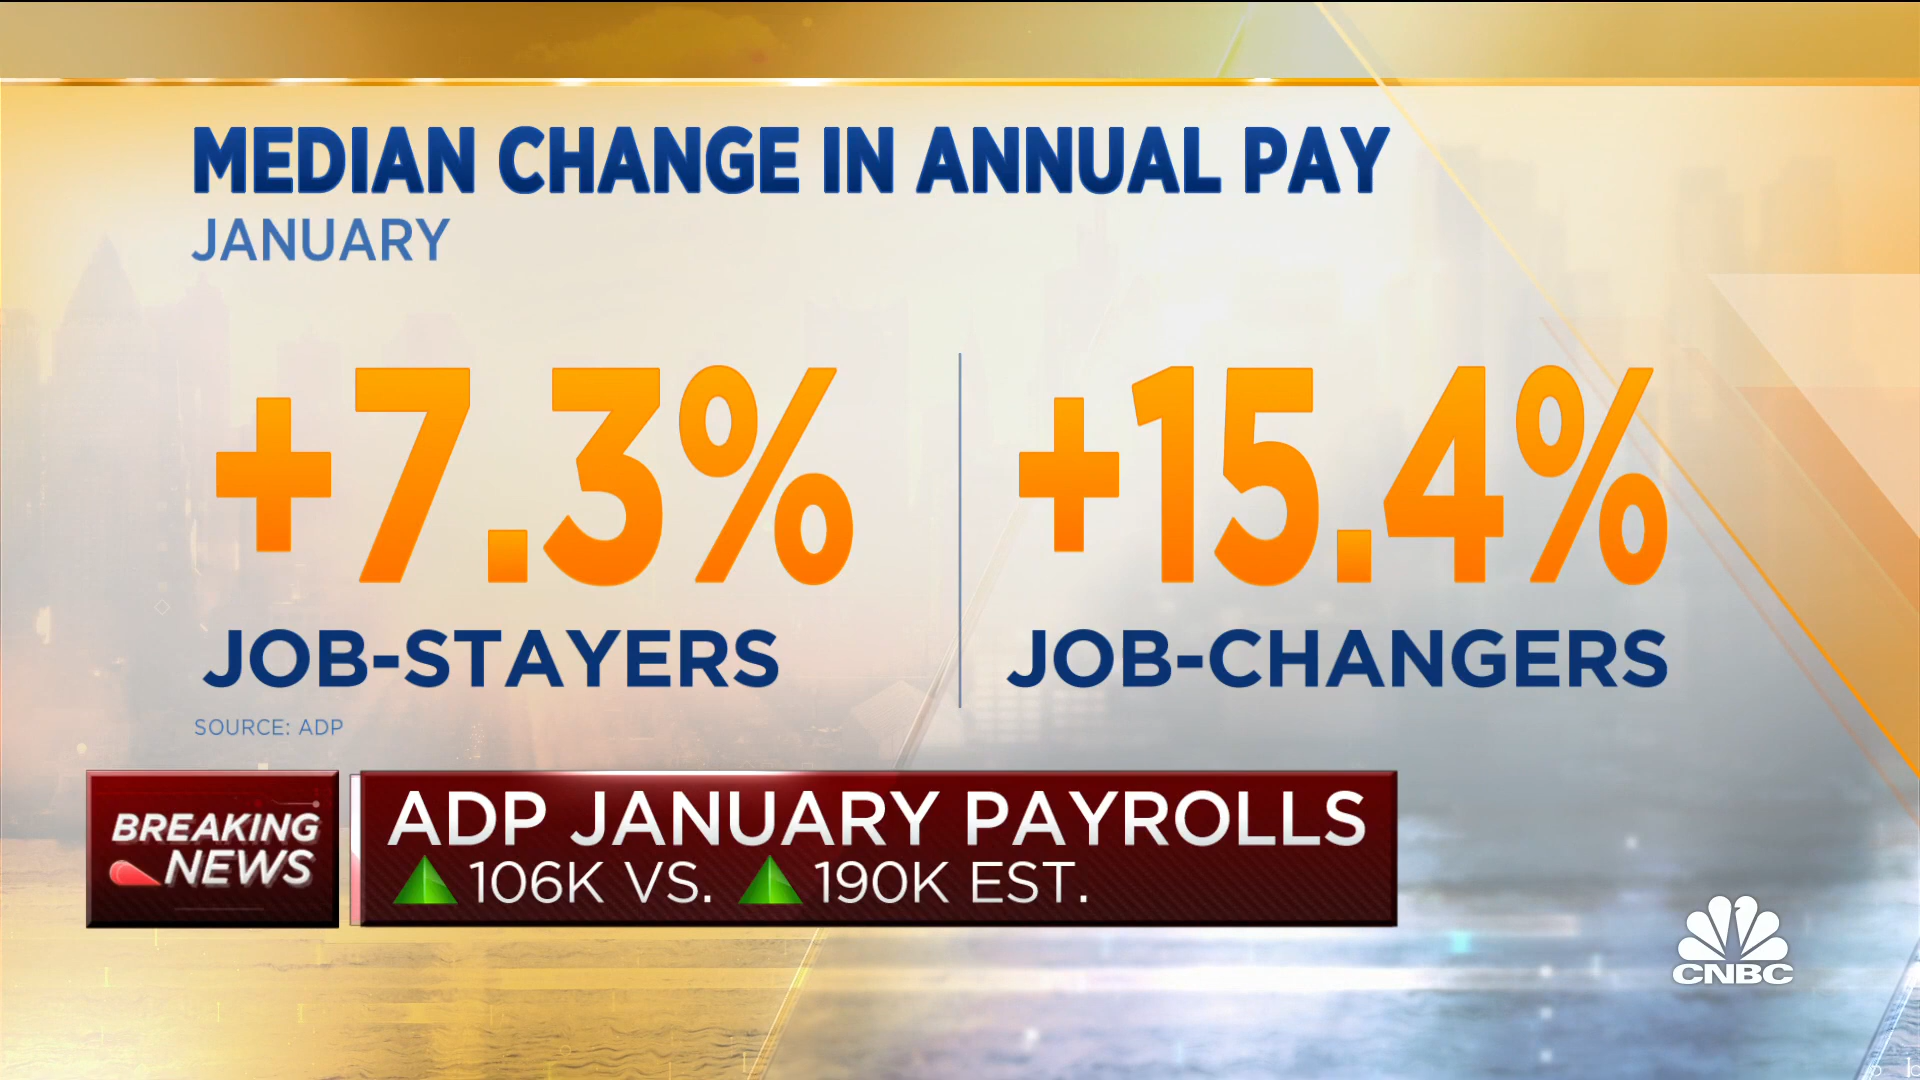 MEDIAN CHANGE IN ANNUAL PAY
JANUARY
+7.3%
JOB-STAYERS
+15.4%
JOB-CHANGERS
SOURCE: ADP
BREAKING
NEWS
ADP JANUARY PAYROLLS
106K VS. 190K EST.
CNBC